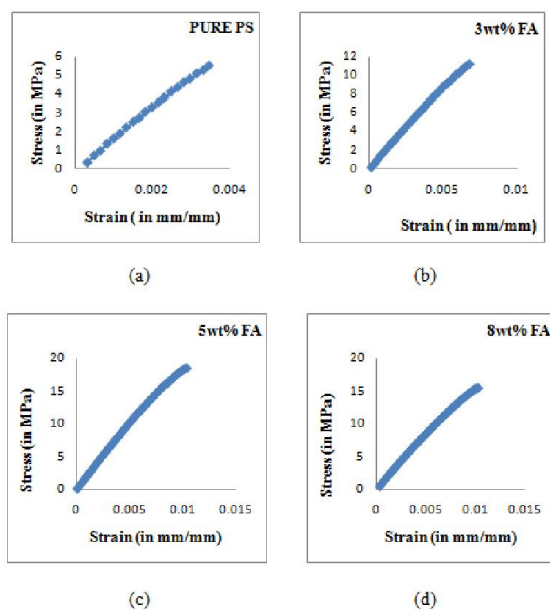 PURE PS
Stress (in MPa)
6
5
4
3
2
1
0
0
0.002
0.004
Strain ( in mm/mm)
(a)
3wt% FA
Stress (in MPa)
12
10
8
6
4
2
0
0
0.005
0.01
Strain ( in mm/mm)
(b)
5wt% FA
Stress (in MPa)
20
15
10
5
0
0
0.005
0.01
0.015
Strain (in mm/mm)
(c)
8wt% FA
Stress (in MPa)
20
15
10
5
0
0
0.005
0.01
0.015
Strain (in mm/mm)
(d)